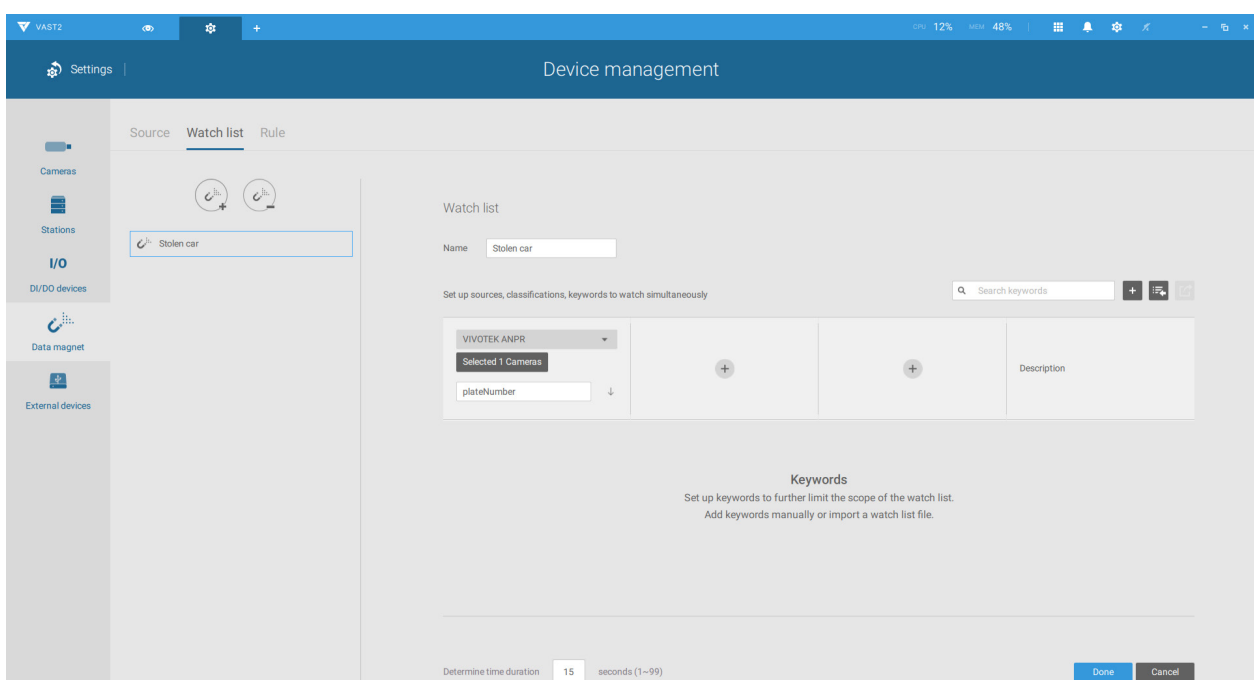 VAST2
+
CPU 12% MEM 48%
Settings
Device management
Cameras
Stations
I/O
DI/DO devices
Data magnet
External devices
Source Watch list Rule
Stolen car
Watch list
Name Stolen car
Set up sources, classifications, keywords to watch simultaneously
Search keywords
VIVOTEK ANPR
Selected 1 Cameras
plateNumber
Description
Keywords
Set up keywords to further limit the scope of the watch list.
Add keywords manually or import a watch list file.
Determine time duration 15 seconds (1~99)
Done Cancel